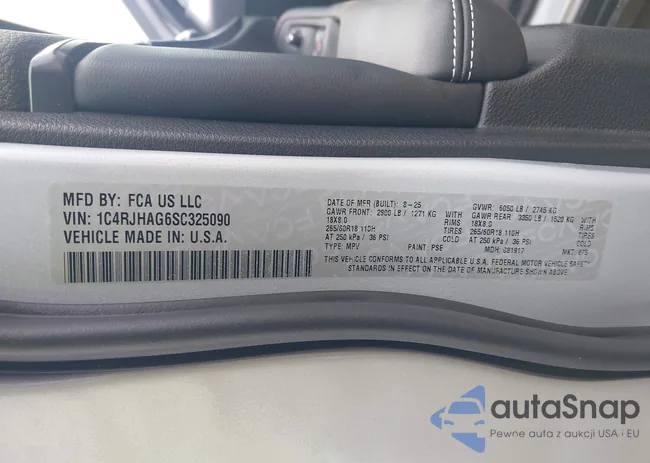 MFD BY: FCA US LLC
VIN: 1C4RJHAG6SC325090
VEHICLE MADE IN: U.S.A.
DATE OF MFR (BUILT): 8-25
GVWR: 6050 LB / 2745 KG
GAWR FRONT: 2920 LB / 1271 KG
WITH
GAWR REAR: 3350 LB / 1520 KG
WITH
18X8.0
RIMS
18X8.0
RIMS
265/60R18 110H
TIRES
265/60R18 110H
TIRES
AT 250 kPa / 36 PSI
COLD
AT 250 kPa / 36 PSI
COLD
TYPE: MPV
PAINT: PSE
MDH: 081917
MKT:
THIS VEHICLE CONFORMS TO ALL APPLICABLE U.S.A. FEDERAL MOTOR VEHICLE SAFETY
STANDARDS IN EFFECT ON THE DATE OF MANUFACTURE SHOWN ABOVE
autaSnap
Pewne auta z aukcji USA i EU